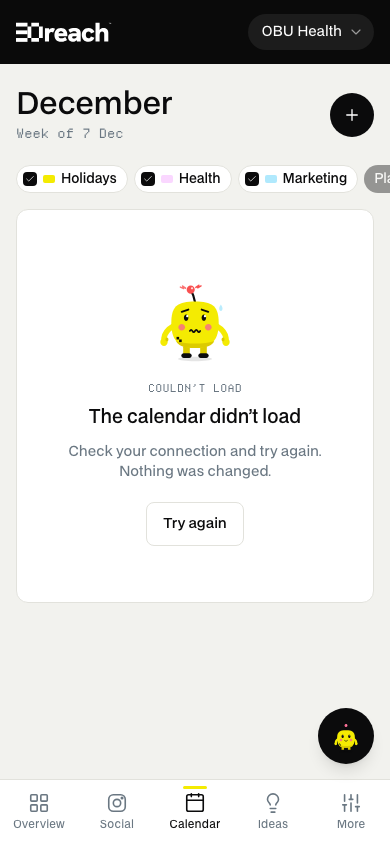 reach
OBU Health
December
Week of 7 Dec
Holidays
Health
Marketing
COULDN'T LOAD
The calendar didn’t load
Check your connection and try again.
Nothing was changed.
Try again
Overview
Social
Calendar
Ideas
More